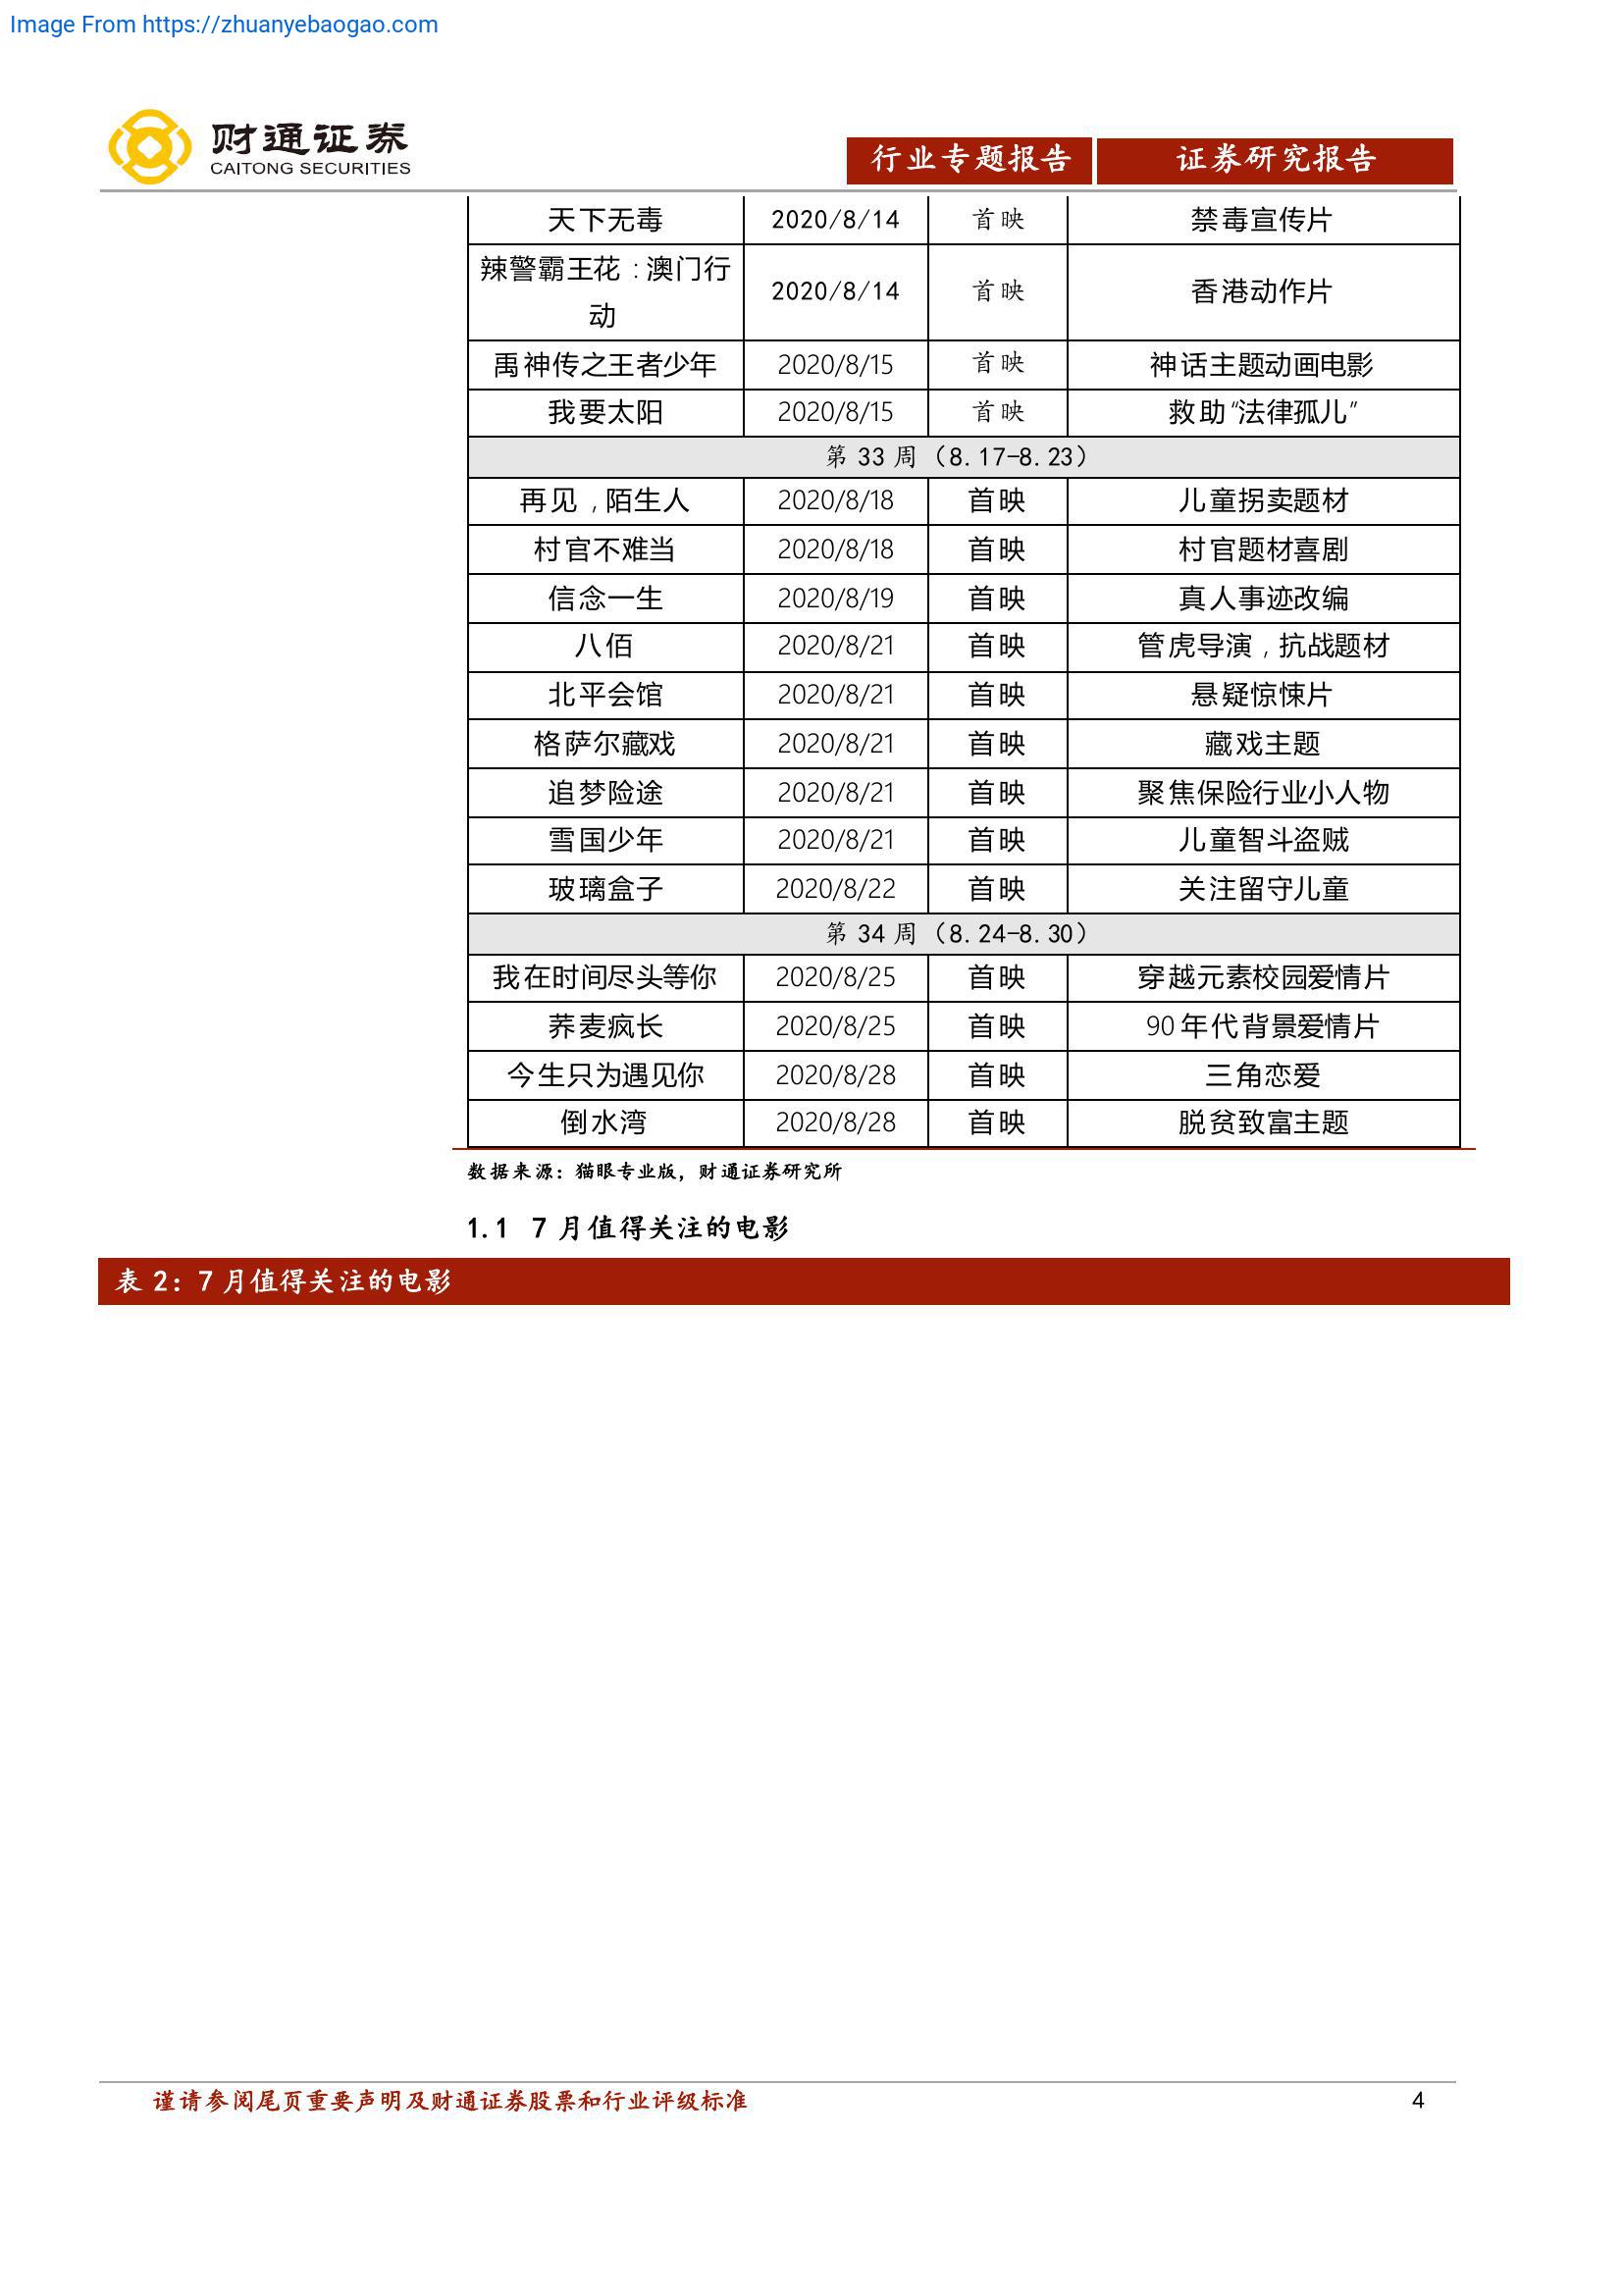 Image From https://zhuanyebaogao.com
财通证券
CAITONG SECURITIES
行业专题报告 证券研究报告
天下无毒 2020/8/14 首映 禁毒宣传片
辣警霸王花：澳门行
动 2020/8/14 首映 香港动作片
禹神传之王者少年 2020/8/15 首映 神话主题动画电影
我要太阳 2020/8/15 首映 救助“法律孤儿”
第 33 周（8.17-8.23）
再见，陌生人 2020/8/18 首映 儿童拐卖题材
村官不难当 2020/8/18 首映 村官题材喜剧
信念一生 2020/8/19 首映 真人事迹改编
八佰 2020/8/21 首映 管虎导演，抗战题材
北平会馆 2020/8/21 首映 悬疑惊悚片
格萨尔藏戏 2020/8/21 首映 藏戏主题
追梦险途 2020/8/21 首映 聚焦保险行业小人物
雪国少年 2020/8/21 首映 儿童智斗盗贼
玻璃盒子 2020/8/22 首映 关注留守儿童
第 34 周（8.24-8.30）
我在时间尽头等你 2020/8/25 首映 穿越元素校园爱情片
荞麦疯长 2020/8/25 首映 90 年代背景爱情片
今生只为遇见你 2020/8/28 首映 三角恋爱
倒水湾 2020/8/28 首映 脱贫致富主题
数据来源：猫眼专业版，财通证券研究所
1.1 7 月值得关注的电影
表 2：7 月值得关注的电影
谨请参阅尾页重要声明及财通证券股票和行业评级标准 4